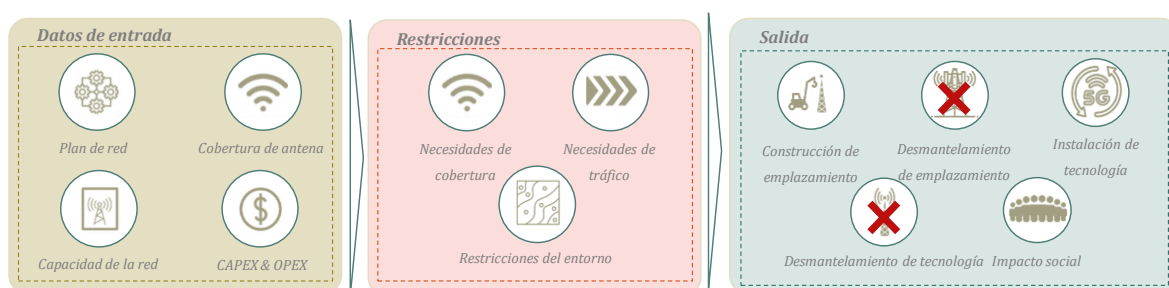 Datos de entrada
Plan de red
Cobertura de antena
Capacidad de la red
CAPEX & OPEX
Restricciones
Necesidades de
cobertura
Necesidades de
tráfico
Restricciones del entorno
Salida
Construcción de
emplazamiento
Desmantelamiento
de emplazamiento
5G
Instalación de
tecnología
Desmantelamiento de tecnología
Impacto social